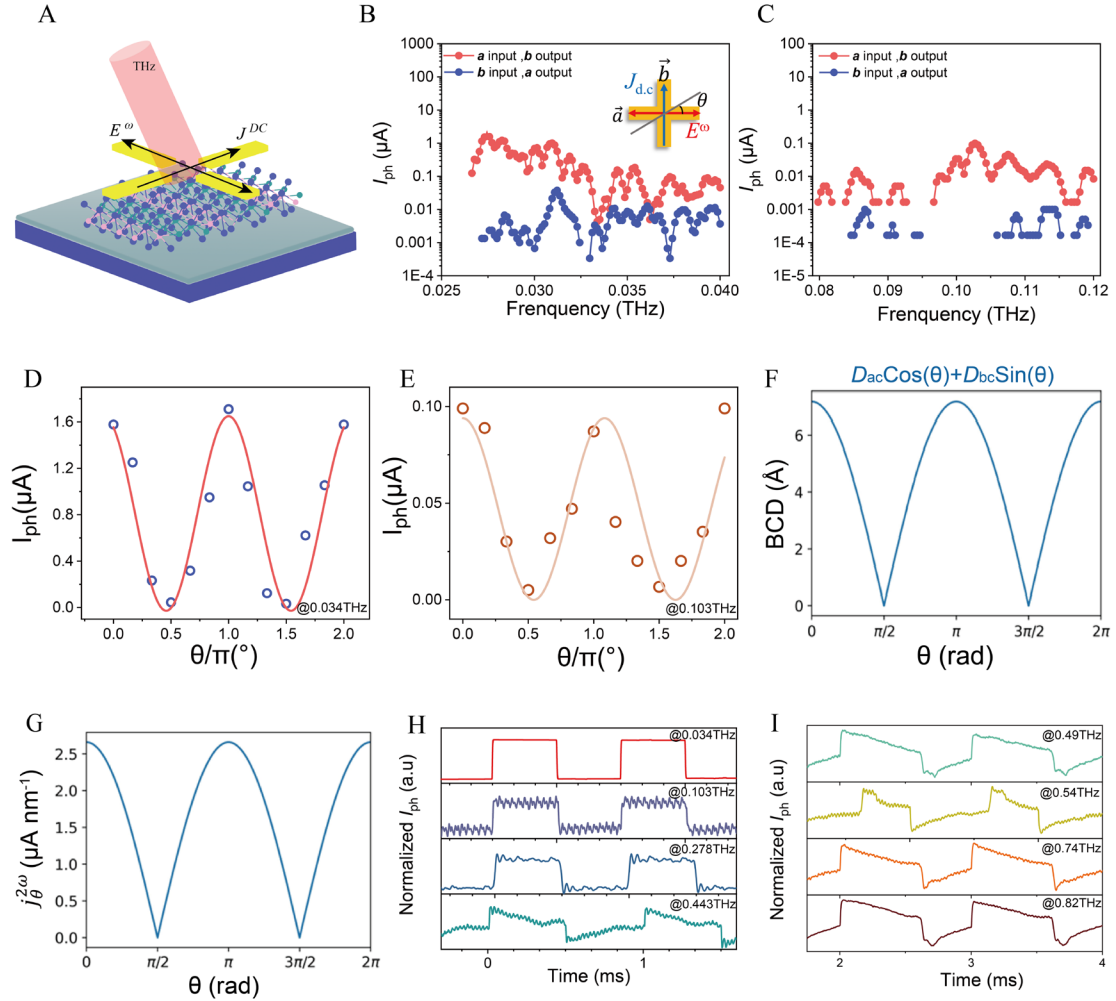 A
THz
E^ω
J^DC
B
a input ,b output
b input ,a output
1000
100
10
1
0.1
0.01
0.001
1E-4
I_ph (µA)
0.025
0.030
0.035
0.040
Frenquency (THz)
J_d.c
b
a
θ
E^ω
C
a input ,b output
b input ,a output
100
10
1
0.1
0.01
0.001
1E-4
1E-5
I_ph (µA)
0.08
0.09
0.10
0.11
0.12
Frenquency (THz)
D
1.6
1.2
0.8
0.4
0.0
I_ph(µA)
@0.034THz
0.0
0.5
1.0
1.5
2.0
θ/π(°)
E
0.10
0.05
0.00
I_ph(µA)
@0.103THz
0.0
0.5
1.0
1.5
2.0
θ/π(°)
F
D_acCos(θ)+D_bcSin(θ)
6
4
2
0
BCD (Å)
0
π/2
π
3π/2
2π
θ (rad)
G
2.5
2.0
1.5
1.0
0.5
0.0
j_θ^2ω (µA nm⁻¹)
0
π/2
π
3π/2
2π
θ (rad)
H
@0.034THz
@0.103THz
@0.278THz
@0.443THz
Normalized I_ph (a.u)
0
1
Time (ms)
I
@0.49THz
@0.54THz
@0.74THz
@0.82THz
Normalized I_ph (a.u)
2
3
4
Time (ms)